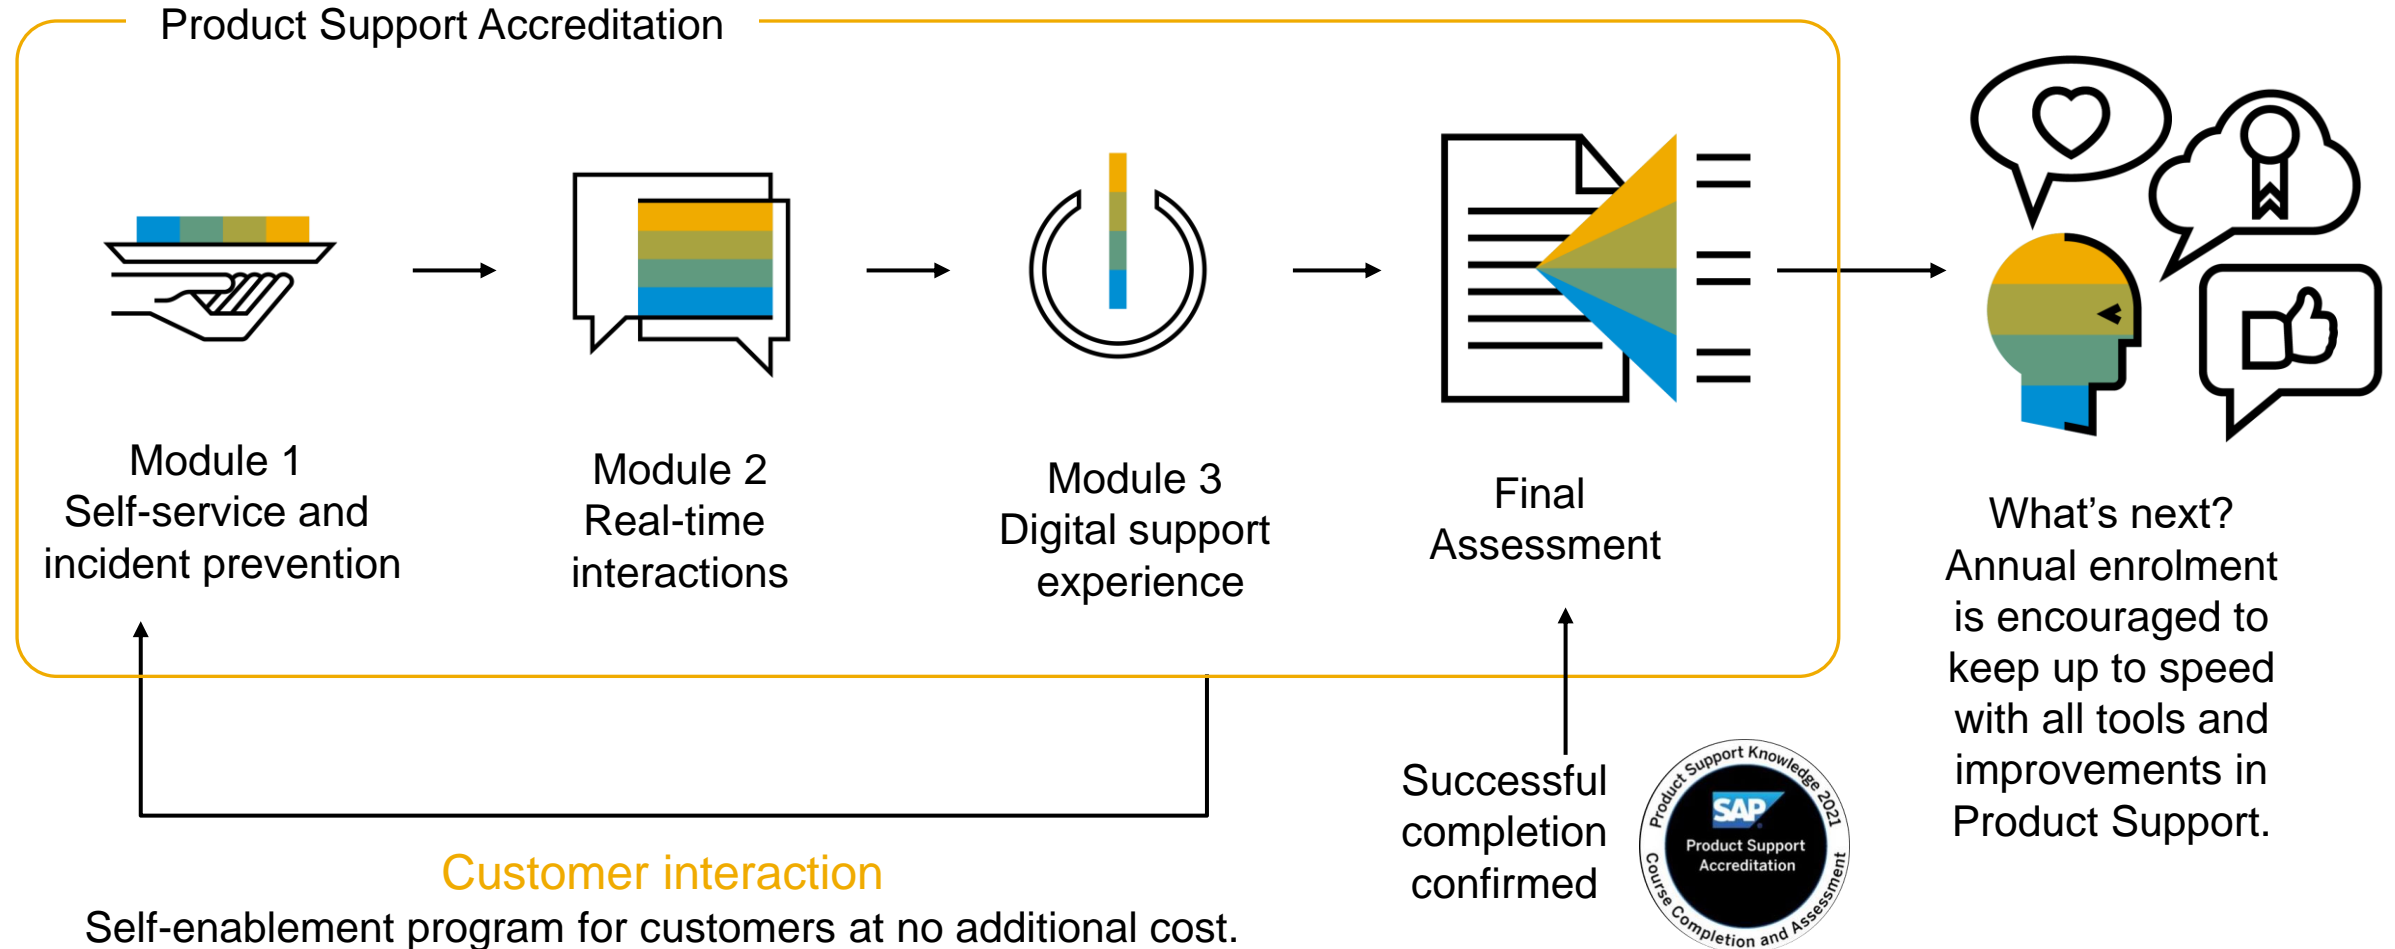 Product Support Accreditation
Module 1
Self-service and
incident prevention
Module 2
Real-time
interactions
Module 3
Digital support
experience
Final
Assessment
What’s next?
Annual enrolment
is encouraged to
keep up to speed
with all tools and
improvements in
Product Support.
Customer interaction
Self-enablement program for customers at no additional cost.
Successful
completion
confirmed
Product Support Knowledge 2021
SAP
Product Support
Accreditation
Course Completion and Assessment